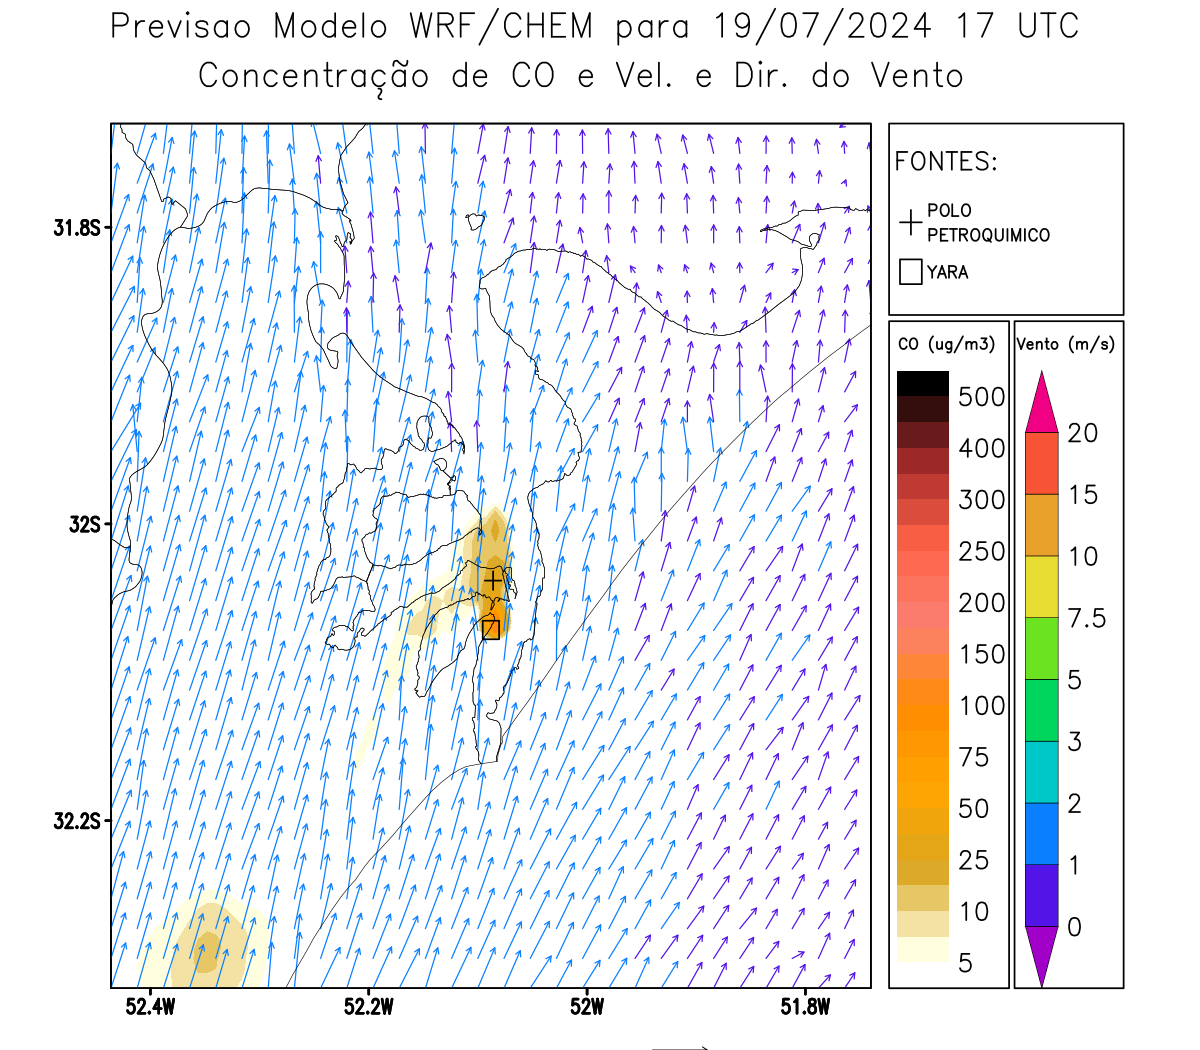 Previsao Modelo WRF/CHEM para 19/07/2024 17 UTC
Concentração de CO e Vel. e Dir. do Vento
FONTES:
POLO
PETROQUIMICO
YARA
CO (ug/m3)
500
400
300
250
200
150
100
75
50
25
10
5
Vento (m/s)
20
15
10
7.5
5
3
2
1
0
31.8S
32S
32.2S
52.4W
52.2W
52W
51.8W